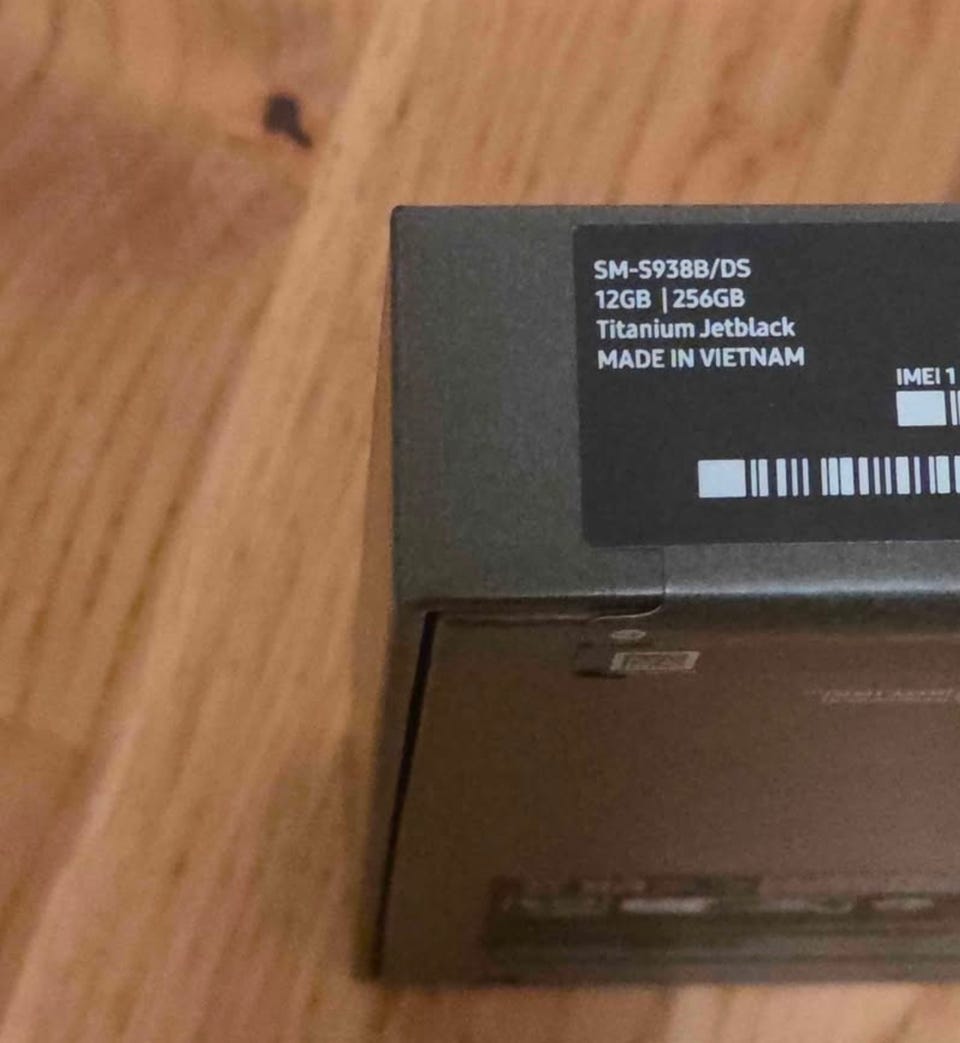 SM-S938B/DS
12GB | 256GB
Titanium Jetblack
MADE IN VIETNAM
IMEI 1